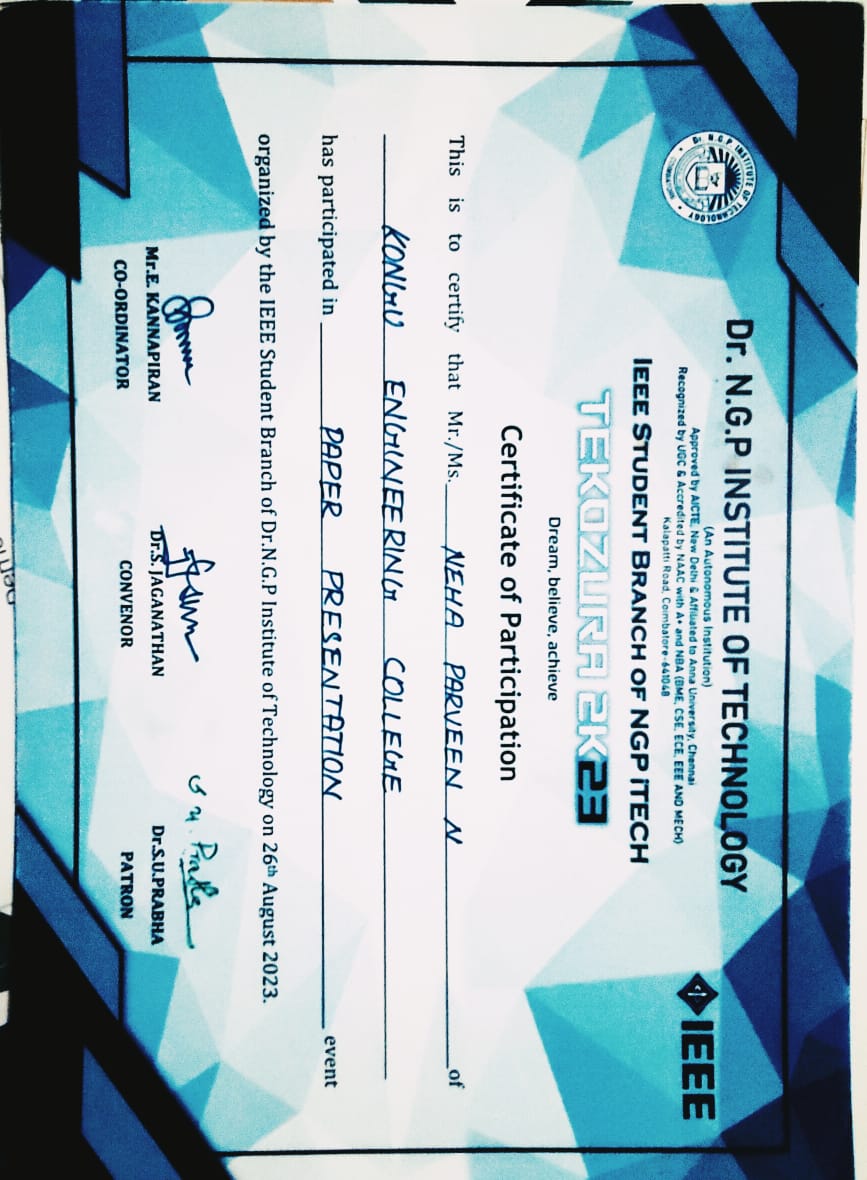 Dr. N.G.P INSTITUTE OF TECHNOLOGY
(An Autonomous Institution)
Approved by AICTE, New Delhi & Affiliated to Anna University, Chennai
Recognized by UGC & Accredited by NAAC with A+ and NBA (BME, CSE, ECE, EEE AND MECH)
Kalapatti Road, Coimbatore-641048
Dr. N.G.P INSTITUTE OF TECHNOLOGY
COIMBATORE
IEEE
IEEE STUDENT BRANCH OF NGP iTECH
TEKOZURA 2K23
Dream, believe, achieve
Certificate of Participation
This is to certify that Mr./Ms. NEHA PARVEEN N of
KONGU ENGINEERING COLLEGE
has participated in PAPER PRESENTATION event
organized by the IEEE Student Branch of Dr.N.G.P Institute of Technology on 26th August 2023.
S U. Prabha
Mr.E. KANNAPIRAN Dr.S. JAGANATHAN Dr.S.U.PRABHA
CO-ORDINATOR CONVENOR PATRON